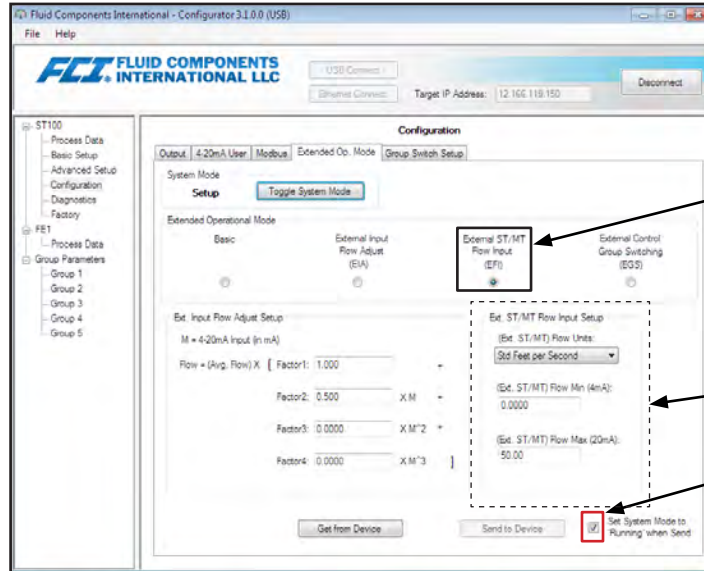 Fluid Components International - Configurator 3.1.0.0 (USB)
File Help
FCI. FLUID COMPONENTS INTERNATIONAL LLC
USB Connect
Ethernet Connect
Target IP Address: 12.166.119.150
Disconnect
ST100
Process Data
Basic Setup
Advanced Setup
Configuration
Diagnostics
Factory
FE1
Process Data
Group Parameters
Group 1
Group 2
Group 3
Group 4
Group 5
Configuration
Output 4-20mA User Modbus Extended Op. Mode Group Switch Setup
System Mode
Setup Toggle System Mode
Extended Operational Mode
Basic
External Input Flow Adjust (EIA)
External ST/MT Flow Input (EFI)
External Control Group Switching (EGS)
Ext. Input Flow Adjust Setup
M = 4-20mA Input (in mA)
Flow = (Avg. Flow) X [ Factor1: 1.000 +
Factor2: 0.500 X M +
Factor3: 0.0000 X M^2 +
Factor4: 0.0000 X M^3 ]
Ext. ST/MT Flow Input Setup
(Ext. ST/MT) Flow Units:
Std Feet per Second
(Ext. ST/MT) Flow Min (4mA):
0.0000
(Ext. ST/MT) Flow Max (20mA):
50.00
Get from Device
Send to Device
Set System Mode to 'Running' when Send